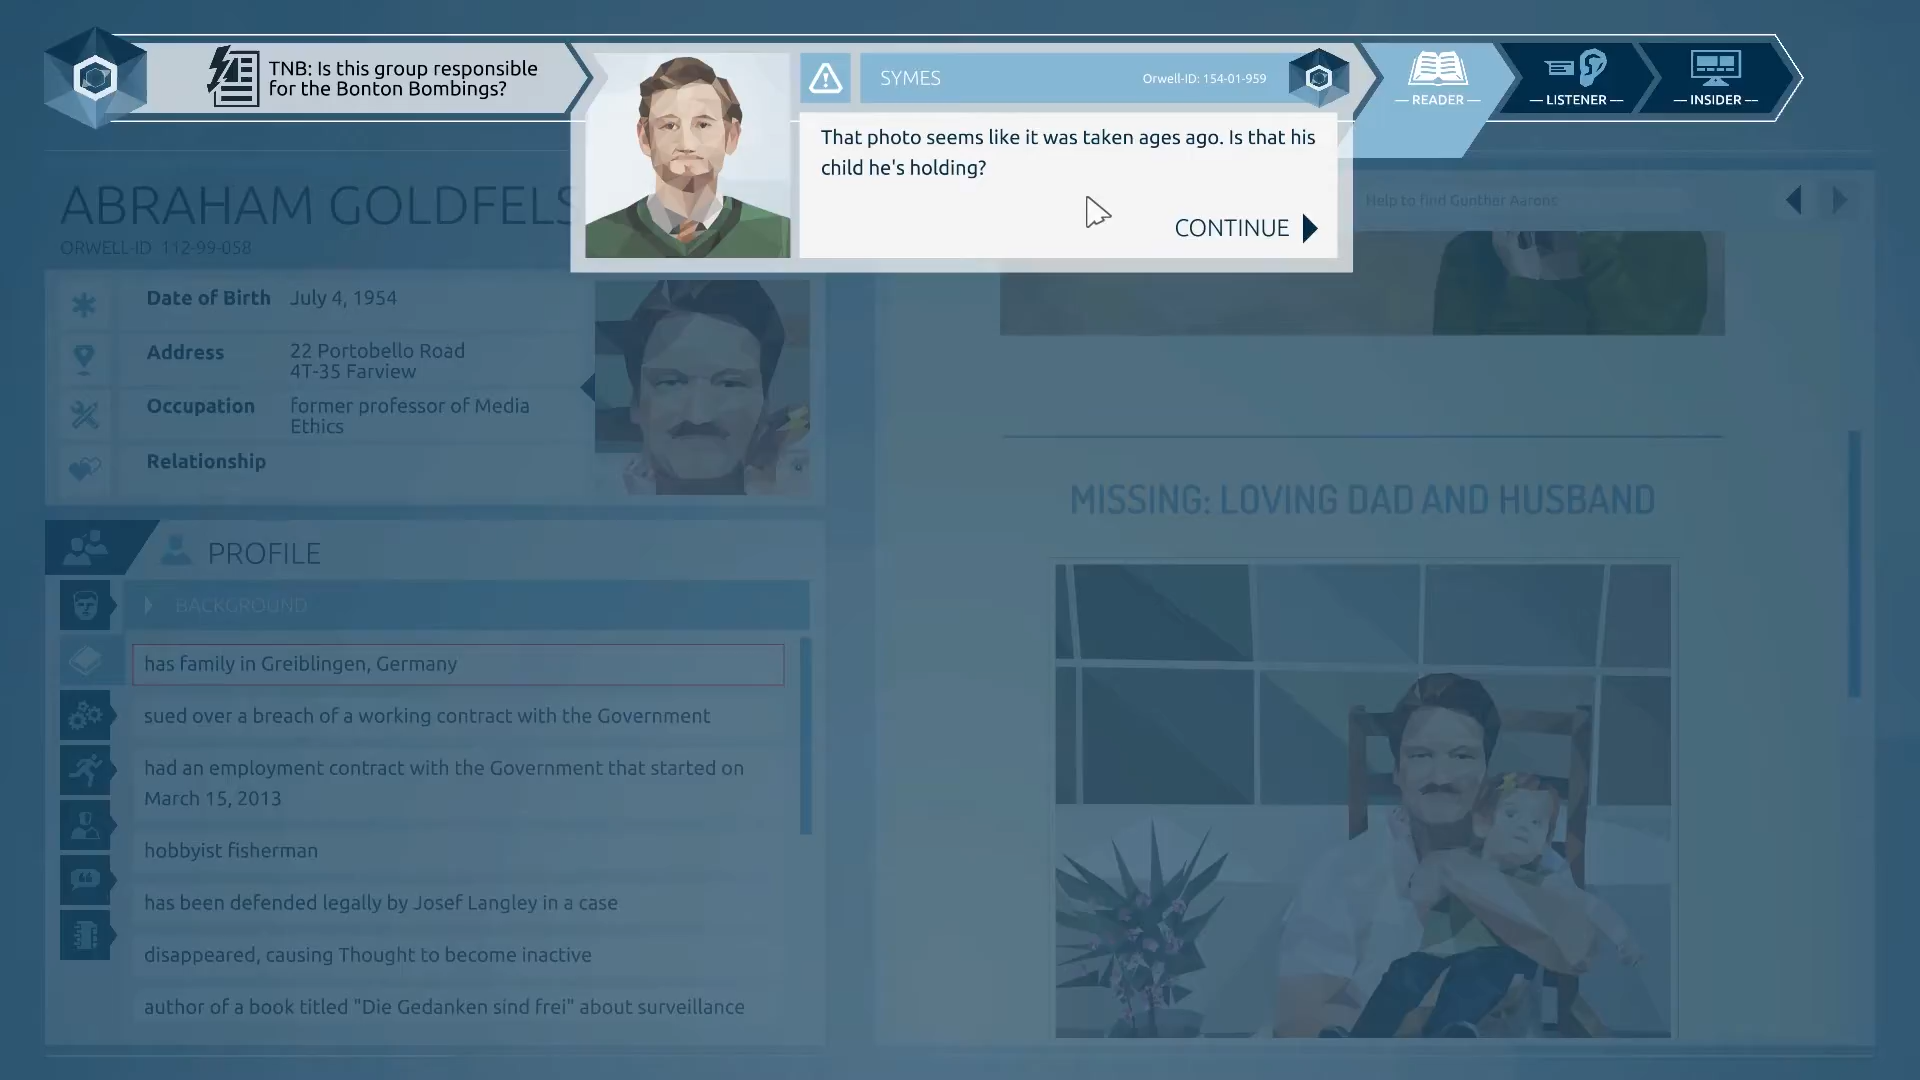 TNB: Is this group responsible
for the Bonton Bombings?
SYMES
Orwell-ID: 154-01-959
That photo seems like it was taken ages ago. Is that his
child he's holding?
CONTINUE
READER
LISTENER
INSIDER
ABRAHAM GOLDFELS
ORWELL-ID 112-99-058
Date of Birth July 4, 1954
Address 22 Portobello Road
4T-35 Farview
Occupation former professor of Media
Ethics
Relationship
PROFILE
BACKGROUND
has family in Greiblingen, Germany
sued over a breach of a working contract with the Government
had an employment contract with the Government that started on
March 15, 2013
hobbyist fisherman
has been defended legally by Josef Langley in a case
disappeared, causing Thought to become inactive
author of a book titled "Die Gedanken sind frei" about surveillance
Help to find Gunther Aarons
MISSING: LOVING DAD AND HUSBAND